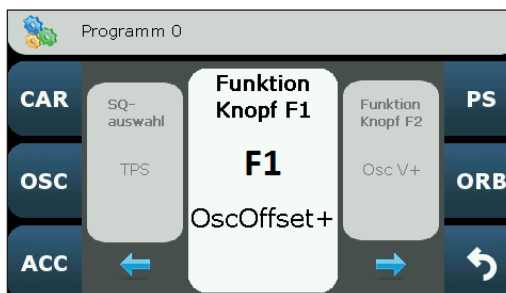 Programm 0
CAR
OSC
ACC
SQ-
auswahl
TPS
Funktion
Knopf F1
F1
OscOffset+
Funktion
Knopf F2
Osc V+
PS
ORB